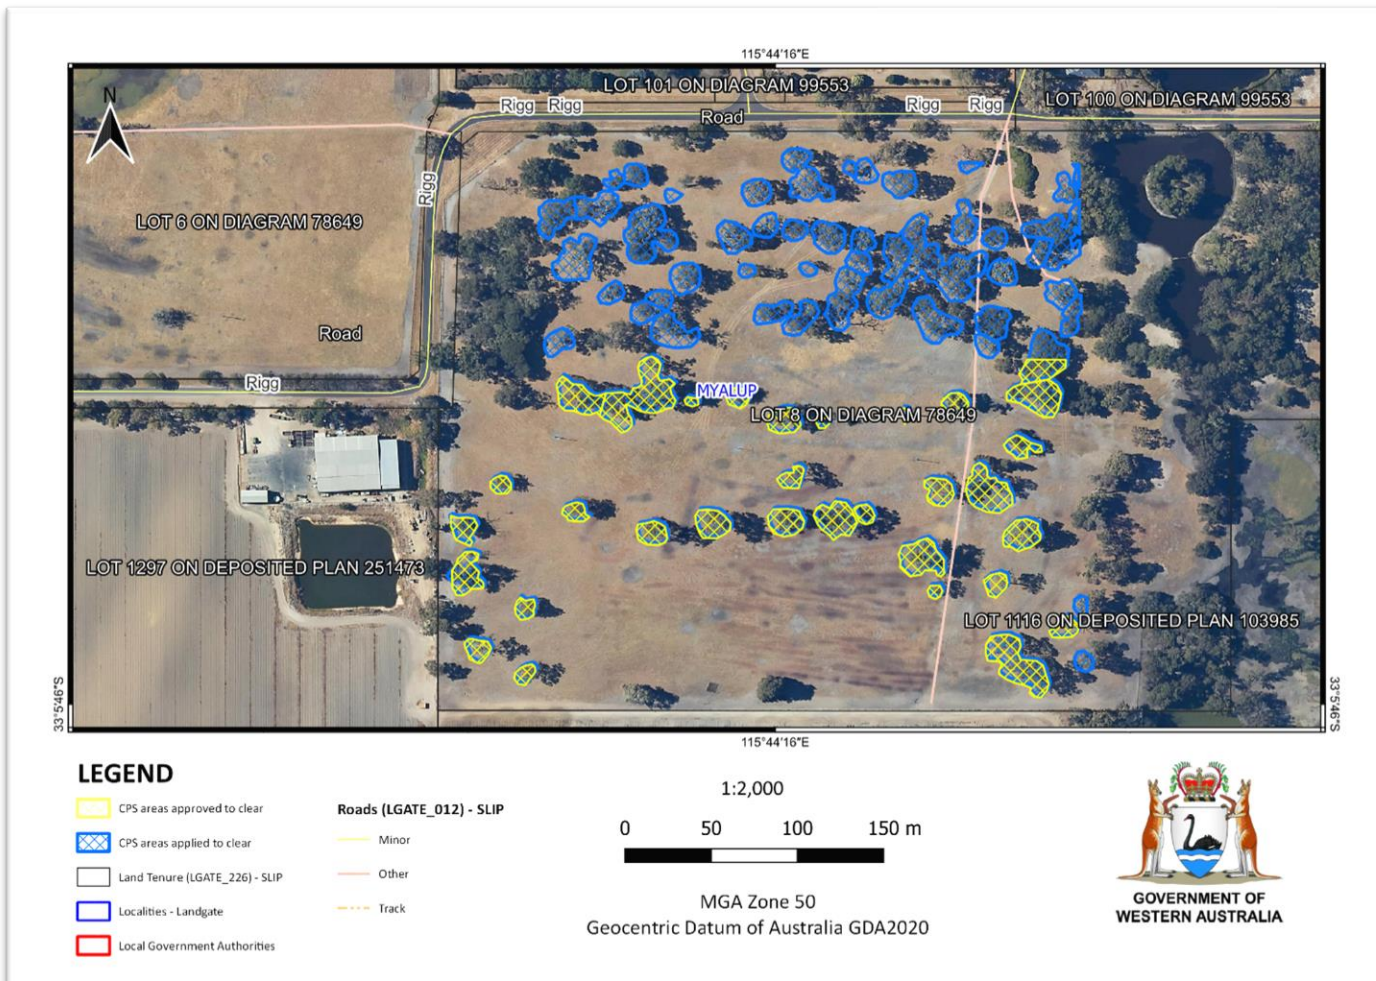 115°44'16"E
N
LOT 101 ON DIAGRAM 99553
LOT 100 ON DIAGRAM 99553
Rigg Rigg Rigg Rigg
Road
Rigg
LOT 6 ON DIAGRAM 78649
Road
Rigg
MYALUP
LOT 8 ON DIAGRAM 78649
LOT 1297 ON DEPOSITED PLAN 251473
LOT 1116 ON DEPOSITED PLAN 103985
33°5'46"S
33°5'46"S
115°44'16"E
LEGEND
CPS areas approved to clear
CPS areas applied to clear
Land Tenure (LGATE_226) - SLIP
Localities - Landgate
Local Government Authorities
Roads (LGATE_012) - SLIP
Minor
Other
Track
1:2,000
0 50 100 150 m
MGA Zone 50
Geocentric Datum of Australia GDA2020
GOVERNMENT OF
WESTERN AUSTRALIA